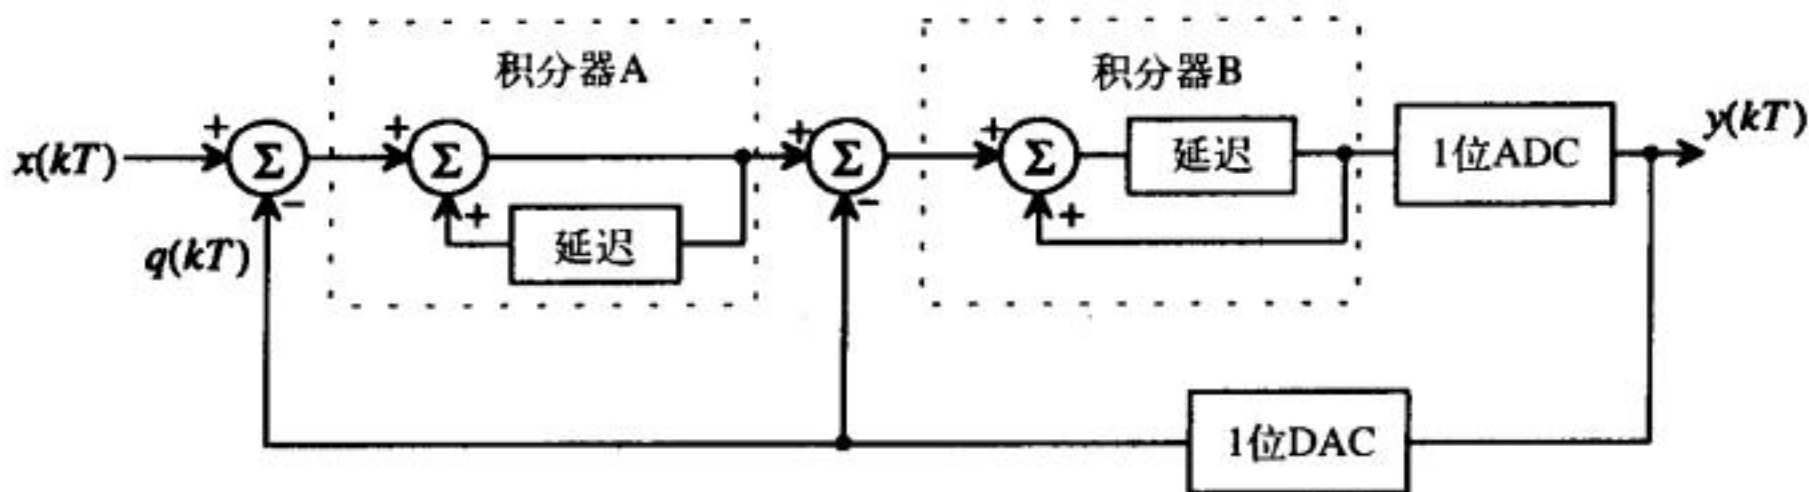 积分器A
积分器B
x(kT)
+
Σ
-
+
Σ
+
延迟
+
Σ
-
+
Σ
+
延迟
1位ADC
y(kT)
q(kT)
1位DAC